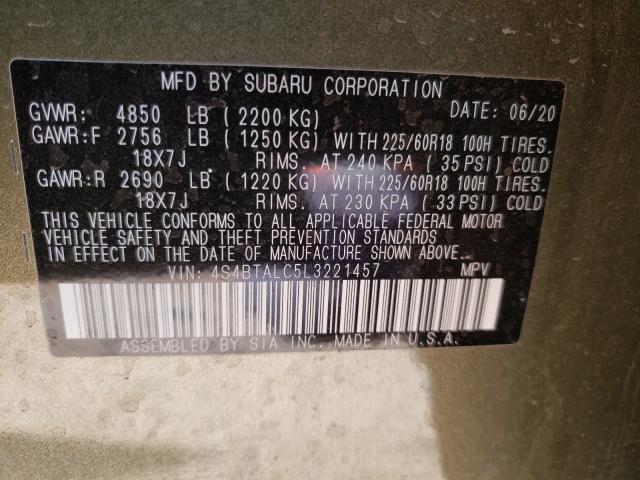 MFD BY SUBARU CORPORATION
GVWR: 4850 LB (2200 KG) DATE: 06/20
GAWR:F 2756 LB (1250 KG) WITH 225/60R18 100H TIRES.
18X7J RIMS. AT 240 KPA (35 PSI) COLD
GAWR:R 2690 LB (1220 KG) WITH 225/60R18 100H TIRES.
18X7J RIMS. AT 230 KPA (33 PSI) COLD
THIS VEHICLE CONFORMS TO ALL APPLICABLE FEDERAL MOTOR
VEHICLE SAFETY AND THEFT PREVENTION STANDARDS
IN EFFECT ON THE DATE OF MANUFACTURE SHOWN ABOVE.
VIN: 4S4BTALC5L3221457 MPV
ASSEMBLED BY SIA INC. MADE IN U.S.A.